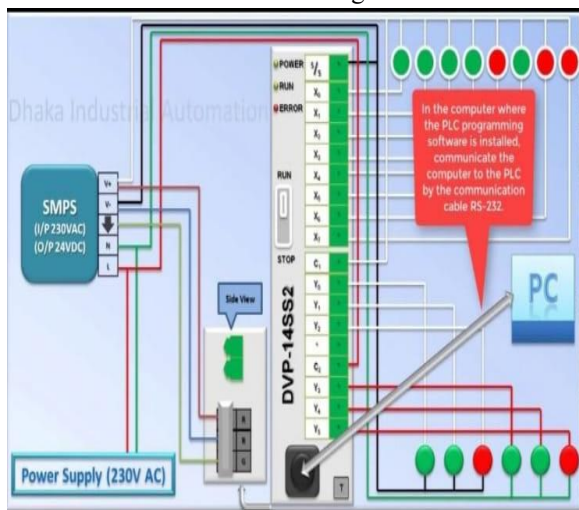 POWER
RUN
ERROR
RUN
STOP
S/S
X0
X1
X2
X3
X4
X5
X6
X7
C1
Y0
Y1
Y2
•
C2
Y3
Y4
Y5
DVP-14SS2
T
Dhaka Industrial Automation
SMPS
(I/P 230VAC)
(O/P 24VDC)
V+
V-
N
L
Side View
Power Supply (230V AC)
In the computer where
the PLC programming
software is installed,
communicate the
computer to the PLC
by the communication
cable RS-232.
PC